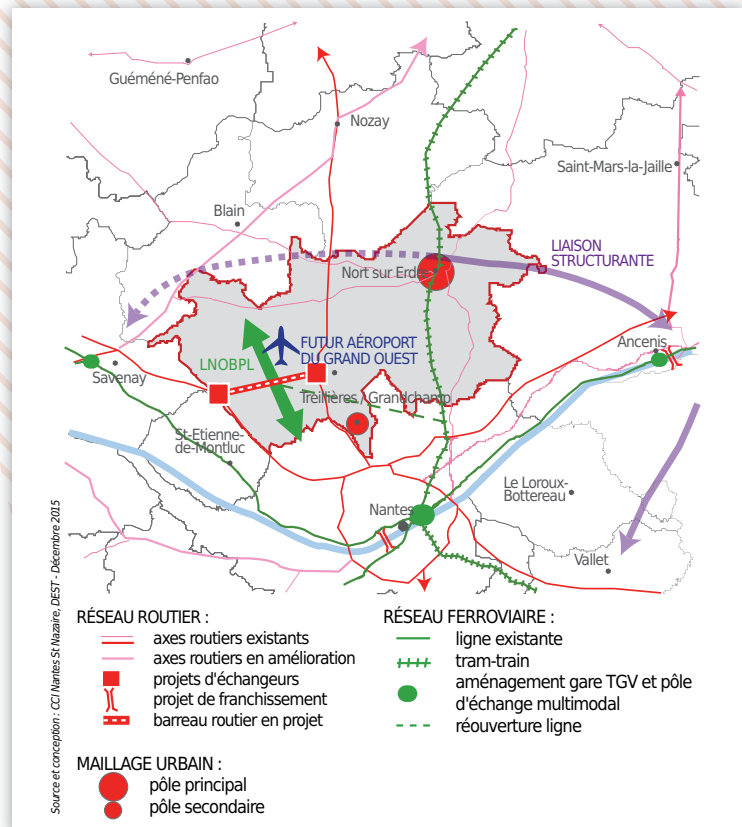 Guéméné-Penfao
Nozay
Saint-Mars-la-Jaille
Blain
LIAISON
STRUCTURANTE
Nort sur Erdre
FUTUR AÉROPORT
DU GRAND OUEST
LNOBPL
Ancenis
Savenay
Treillières / Grandchamp
St-Etienne-
de-Montluc
Le Loroux-
Bottereau
Nantes
Vallet
Source et conception : CCI Nantes St Nazaire, DEST - Décembre 2015
RÉSEAU ROUTIER :
axes routiers existants
axes routiers en amélioration
projets d'échangeurs
projet de franchissement
barreau routier en projet
RÉSEAU FERROVIAIRE :
ligne existante
tram-train
aménagement gare TGV et pôle
d'échange multimodal
réouverture ligne
MAILLAGE URBAIN :
pôle principal
pôle secondaire